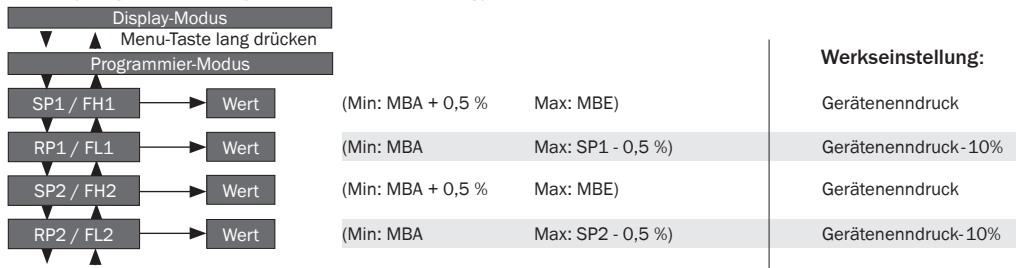 Display-Modus
Menu-Taste lang drücken
Programmier-Modus
Werkseinstellung:
SP1 / FH1 Wert (Min: MBA + 0,5 % Max: MBE) Gerätenenndruck
RP1 / FL1 Wert (Min: MBA Max: SP1 - 0,5 %) Gerätenenndruck-10%
SP2 / FH2 Wert (Min: MBA + 0,5 % Max: MBE) Gerätenenndruck
RP2 / FL2 Wert (Min: MBA Max: SP2 - 0,5 %) Gerätenenndruck-10%